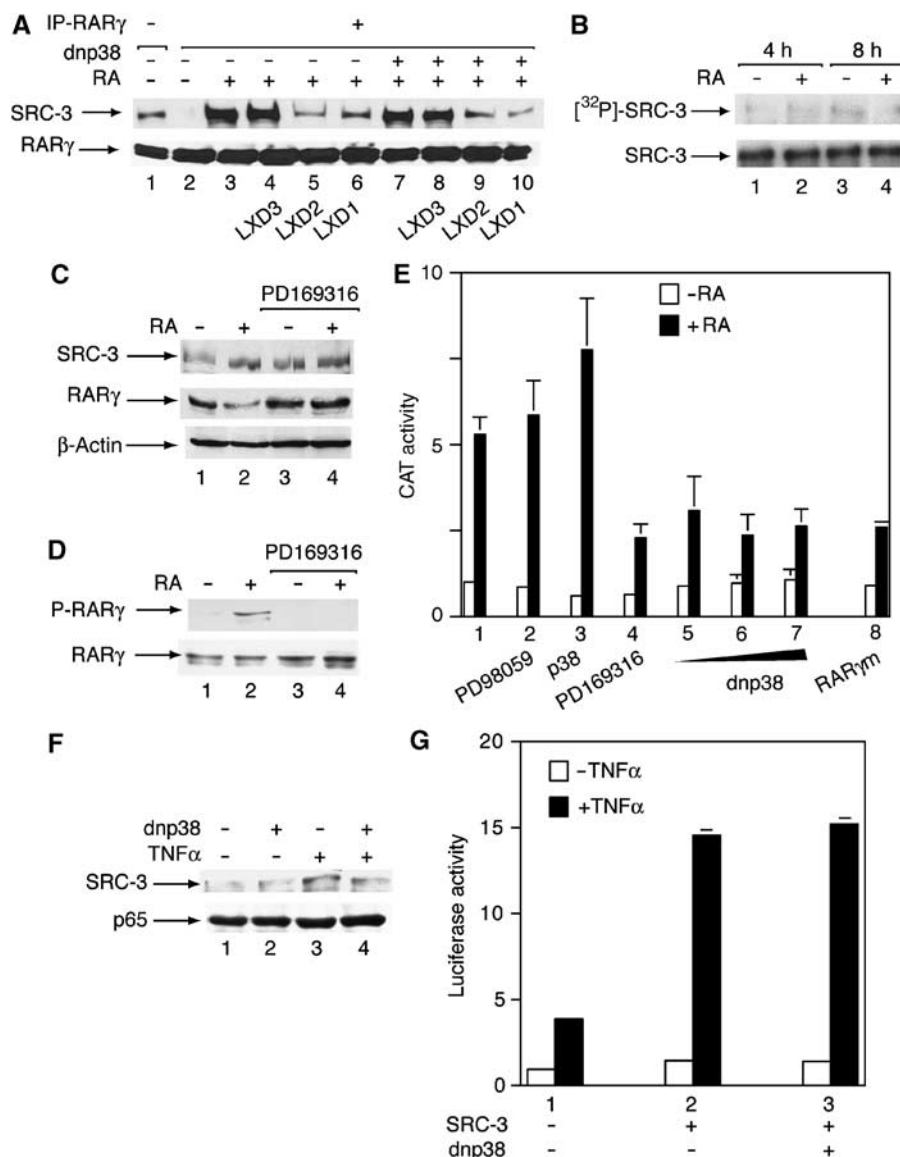 A
IP-RARγ - +
dnp38 - - - - - - + + + +
RA - - + + + + + + + +
SRC-3
RARγ
1 2 3 4 5 6 7 8 9 10
LXD3 LXD2 LXD1 LXD3 LXD2 LXD1
B
4 h 8 h
RA - + - +
[32P]-SRC-3
SRC-3
1 2 3 4
C
PD169316
RA - + - +
SRC-3
RARγ
β-Actin
1 2 3 4
D
PD169316
RA - + - +
P-RARγ
RARγ
1 2 3 4
E
10
5
0
CAT activity
-RA
+RA
1 2 3 4 5 6 7 8
PD98059 p38 PD169316 dnp38 RARγm
F
dnp38 - + - +
TNFα - - + +
SRC-3
p65
1 2 3 4
G
20
15
10
5
0
Luciferase activity
-TNFα
+TNFα
1 2 3
SRC-3 - + +
dnp38 - - +